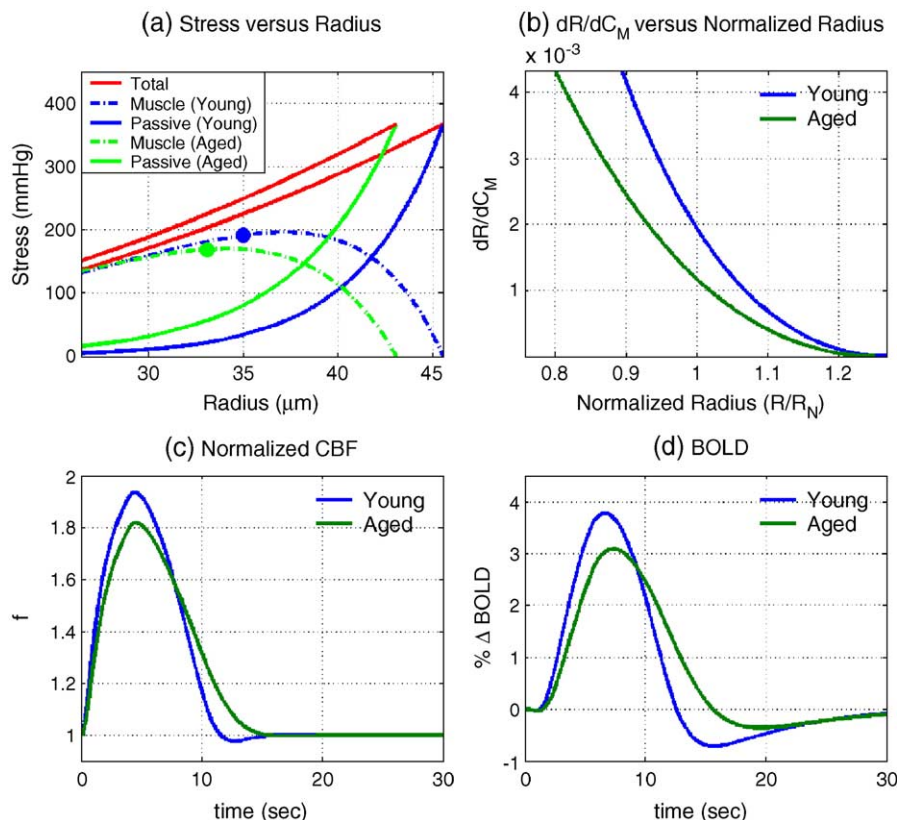 (a) Stress versus Radius
Total
Muscle (Young)
Passive (Young)
Muscle (Aged)
Passive (Aged)
400
300
200
100
0
30
35
40
45
Stress (mmHg)
Radius (μm)
(b) dR/dC_M versus Normalized Radius
x 10^-3
Young
Aged
4
3
2
1
0
0.8
0.9
1
1.1
1.2
dR/dC_M
Normalized Radius (R/R_N)
(c) Normalized CBF
Young
Aged
2
1.8
1.6
1.4
1.2
1
0
10
20
30
f
time (sec)
(d) BOLD
Young
Aged
4
3
2
1
0
-1
0
10
20
30
% Δ BOLD
time (sec)